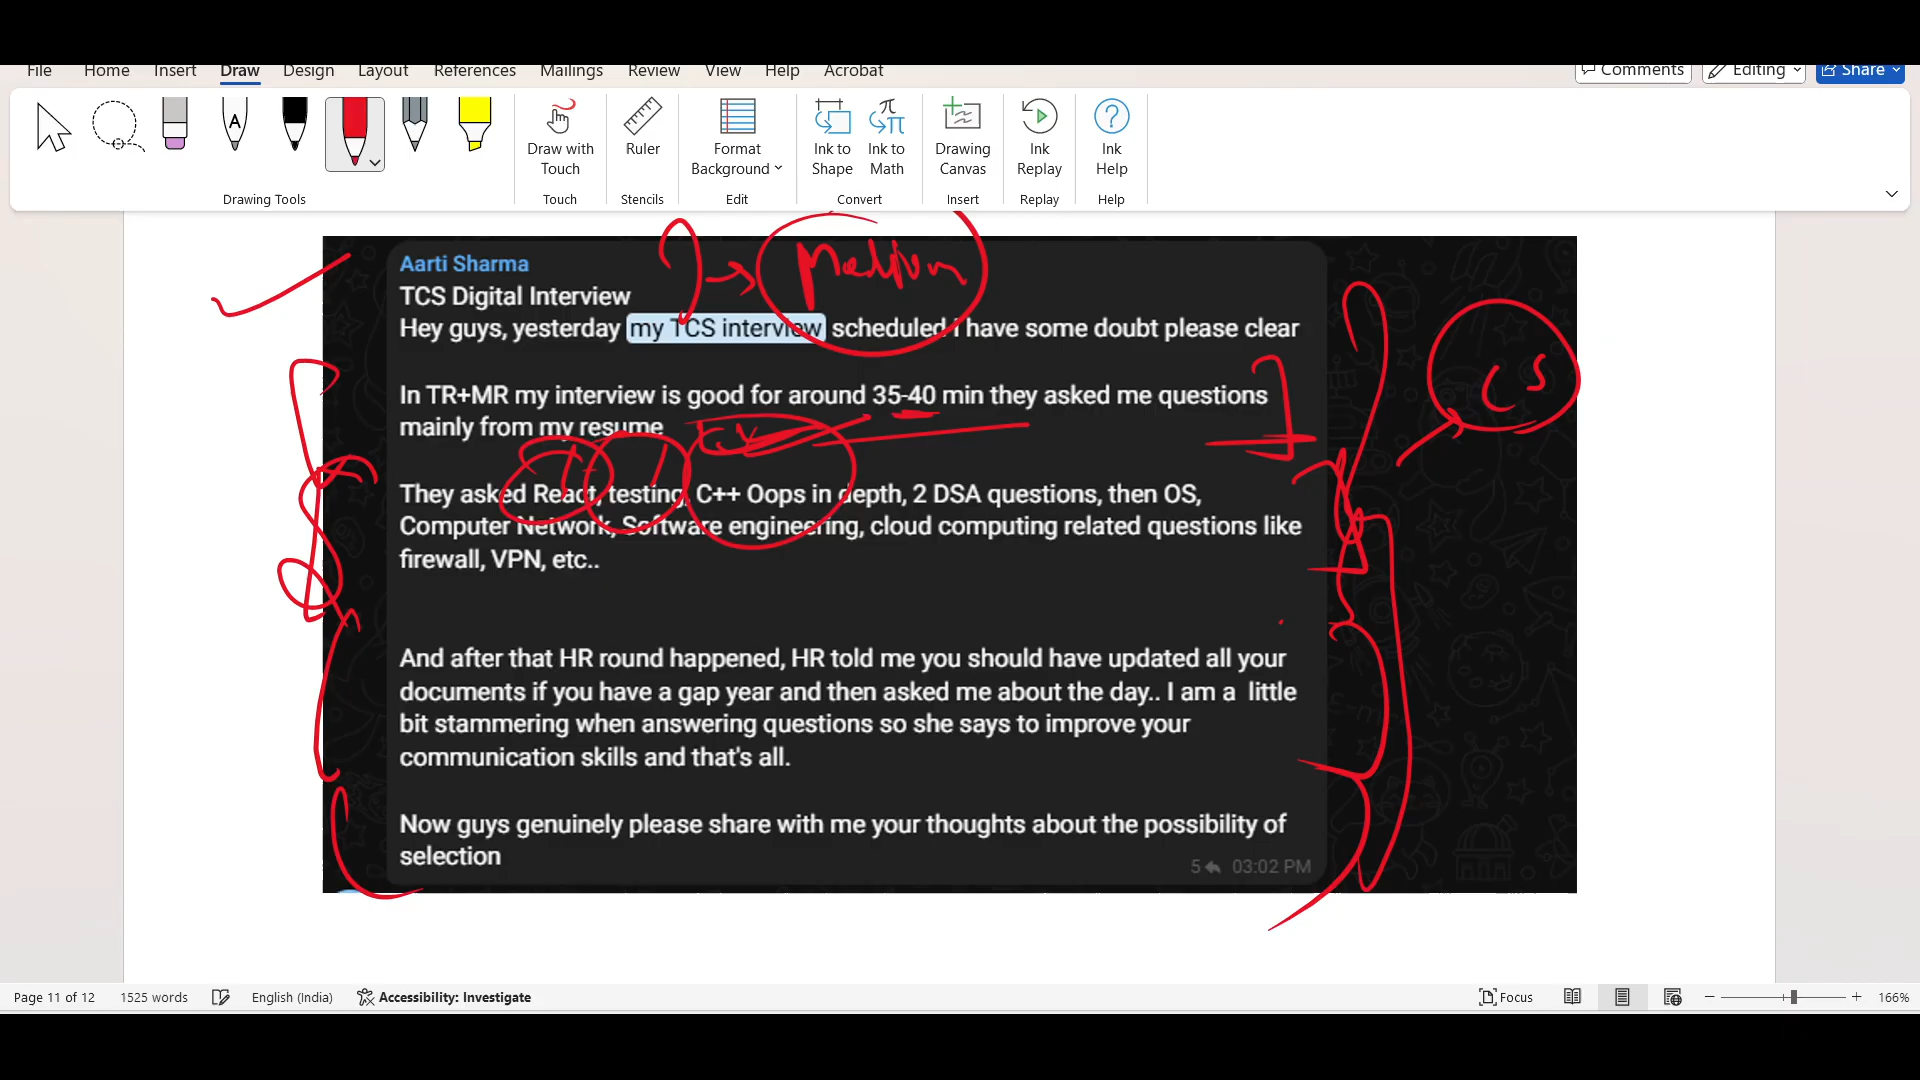 File Home Insert Draw Design Layout References Mailings Review View Help Acrobat Comments Editing Share
A
Draw with Touch
Ruler
Format Background
Ink to Shape
Ink to Math
Drawing Canvas
Ink Replay
Ink Help
Drawing Tools Touch Stencils Edit Convert Insert Replay Help
Medium
Aarti Sharma
TCS Digital Interview
Hey guys, yesterday my TCS interview scheduled I have some doubt please clear
CS
In TR+MR my interview is good for around 35-40 min they asked me questions
mainly from my resume
They asked React, testing, C++ Oops in depth, 2 DSA questions, then OS,
Computer Network, Software engineering, cloud computing related questions like
firewall, VPN, etc..
And after that HR round happened, HR told me you should have updated all your
documents if you have a gap year and then asked me about the day.. I am a little
bit stammering when answering questions so she says to improve your
communication skills and that's all.
Now guys genuinely please share with me your thoughts about the possibility of
selection
5 03:02 PM
Page 11 of 12 1525 words English (India) Accessibility: Investigate Focus 166%